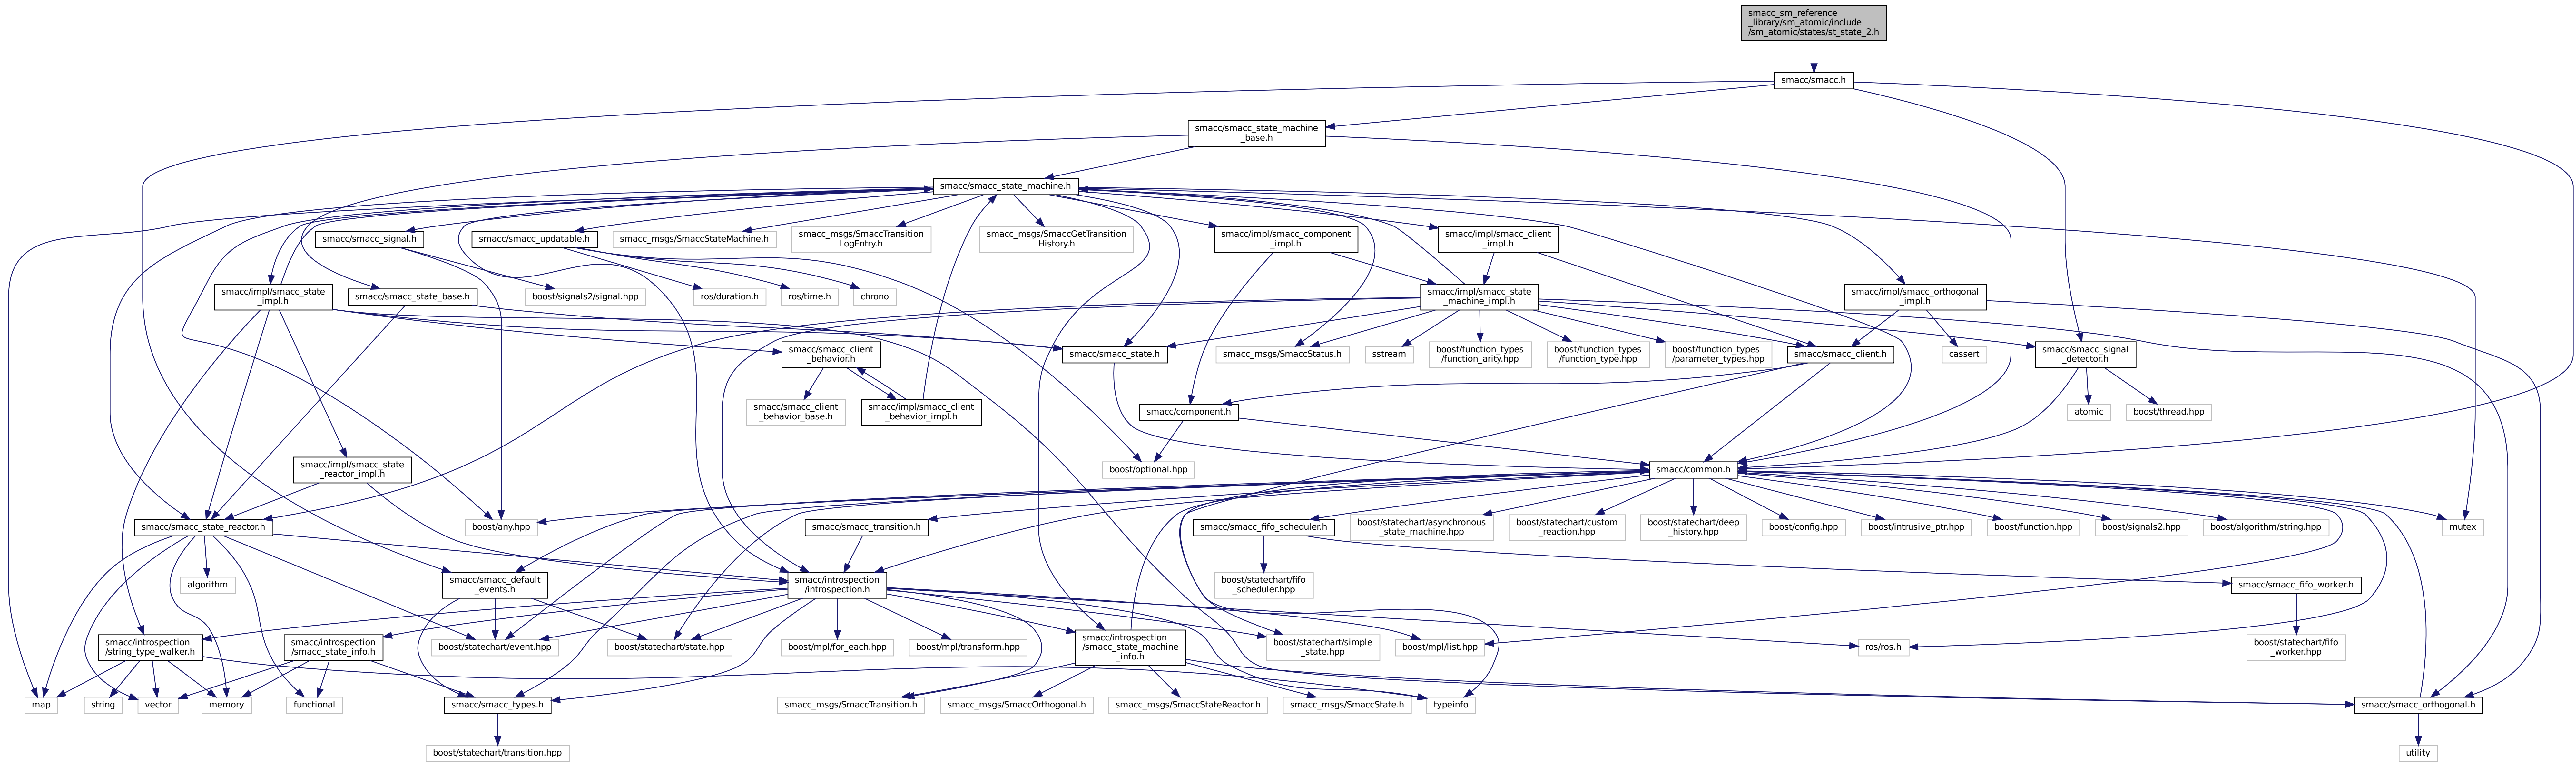 smacc_sm_reference
_library/sm_atomic/include
/sm_atomic/states/st_state_2.h
smacc/smacc.h
smacc/smacc_state_machine
_base.h
smacc/smacc_state_machine.h
smacc/smacc_signal.h
smacc/smacc_updatable.h
smacc_msgs/SmaccStateMachine.h
smacc_msgs/SmaccTransition
LogEntry.h
smacc_msgs/SmaccGetTransition
History.h
smacc/impl/smacc_component
_impl.h
smacc/impl/smacc_client
_impl.h
smacc/impl/smacc_state
_impl.h
smacc/smacc_state_base.h
boost/signals2/signal.hpp
ros/duration.h
ros/time.h
chrono
smacc/impl/smacc_state
_machine_impl.h
smacc/impl/smacc_orthogonal
_impl.h
smacc/smacc_client
_behavior.h
smacc/smacc_state.h
smacc_msgs/SmaccStatus.h
sstream
boost/function_types
/function_arity.hpp
boost/function_types
/function_type.hpp
boost/function_types
/parameter_types.hpp
smacc/smacc_client.h
cassert
smacc/smacc_signal
_detector.h
smacc/smacc_client
_behavior_base.h
smacc/impl/smacc_client
_behavior_impl.h
smacc/component.h
atomic
boost/thread.hpp
smacc/impl/smacc_state
_reactor_impl.h
boost/optional.hpp
smacc/common.h
smacc/smacc_state_reactor.h
boost/any.hpp
smacc/smacc_transition.h
smacc/smacc_fifo_scheduler.h
boost/statechart/asynchronous
_state_machine.hpp
boost/statechart/custom
_reaction.hpp
boost/statechart/deep
_history.hpp
boost/config.hpp
boost/intrusive_ptr.hpp
boost/function.hpp
boost/signals2.hpp
boost/algorithm/string.hpp
mutex
algorithm
smacc/smacc_default
_events.h
smacc/introspection
/introspection.h
boost/statechart/fifo
_scheduler.hpp
smacc/smacc_fifo_worker.h
smacc/introspection
/string_type_walker.h
smacc/introspection
/smacc_state_info.h
boost/statechart/event.hpp
boost/statechart/state.hpp
boost/mpl/for_each.hpp
boost/mpl/transform.hpp
smacc/introspection
/smacc_state_machine
_info.h
boost/statechart/simple
_state.hpp
boost/mpl/list.hpp
ros/ros.h
boost/statechart/fifo
_worker.hpp
map
string
vector
memory
functional
smacc/smacc_types.h
smacc_msgs/SmaccTransition.h
smacc_msgs/SmaccOrthogonal.h
smacc_msgs/SmaccStateReactor.h
smacc_msgs/SmaccState.h
typeinfo
smacc/smacc_orthogonal.h
boost/statechart/transition.hpp
utility